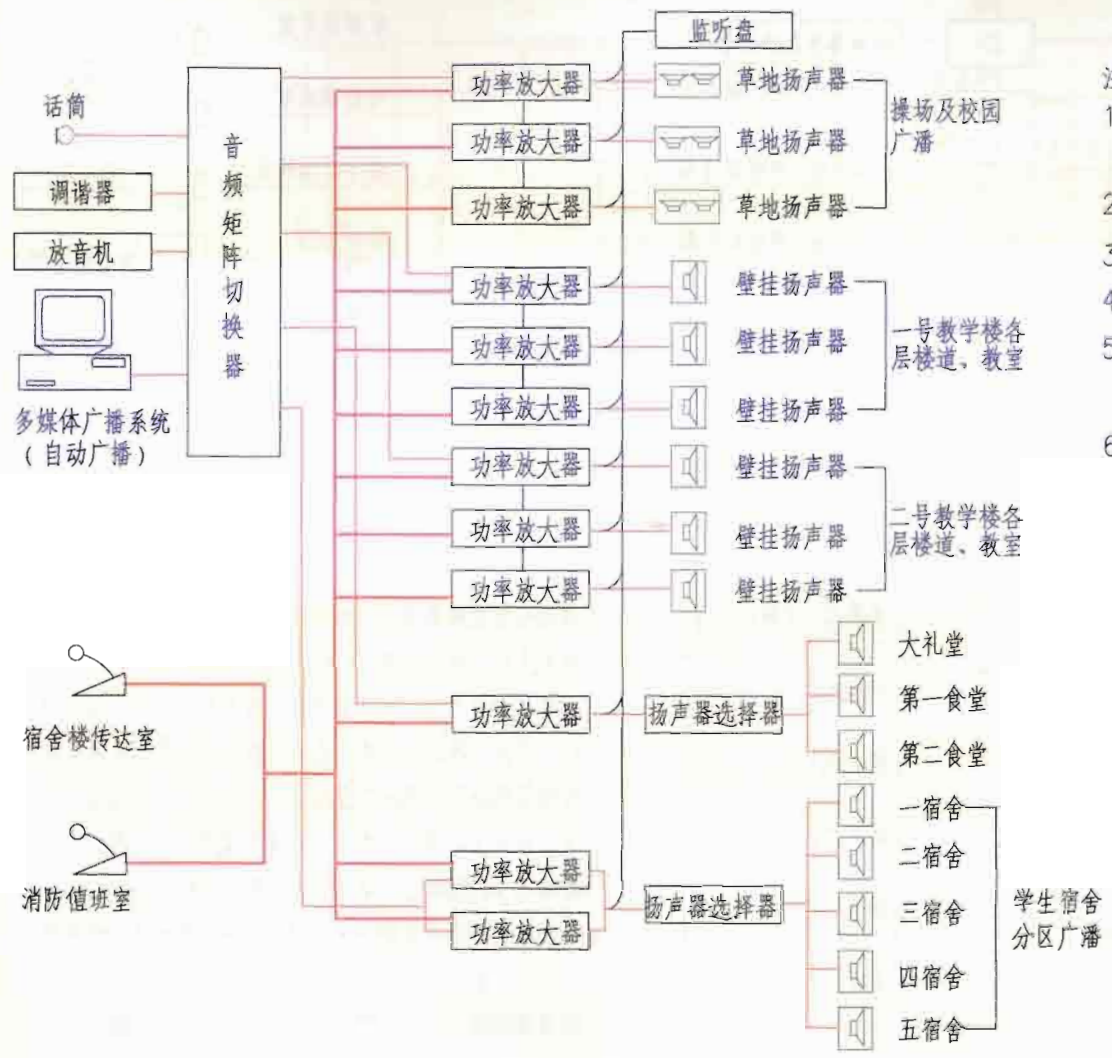 监听盘
功率放大器
草地扬声器
话筒
操场及校园
广播
注
1
音频矩阵切换器
功率放大器
草地扬声器
调谐器
功率放大器
草地扬声器
2
放音机
3
功率放大器
壁挂扬声器
4
功率放大器
壁挂扬声器
一号教学楼各
层楼道、教室
5
多媒体广播系统
(自动广播)
功率放大器
壁挂扬声器
6
功率放大器
壁挂扬声器
功率放大器
壁挂扬声器
二号教学楼各
层楼道、教室
功率放大器
壁挂扬声器
大礼堂
宿舍楼传达室
功率放大器
扬声器选择器
第一食堂
第二食堂
一宿舍
二宿舍
消防值班室
功率放大器
扬声器选择器
三宿舍
学生宿舍
分区广播
功率放大器
四宿舍
五宿舍